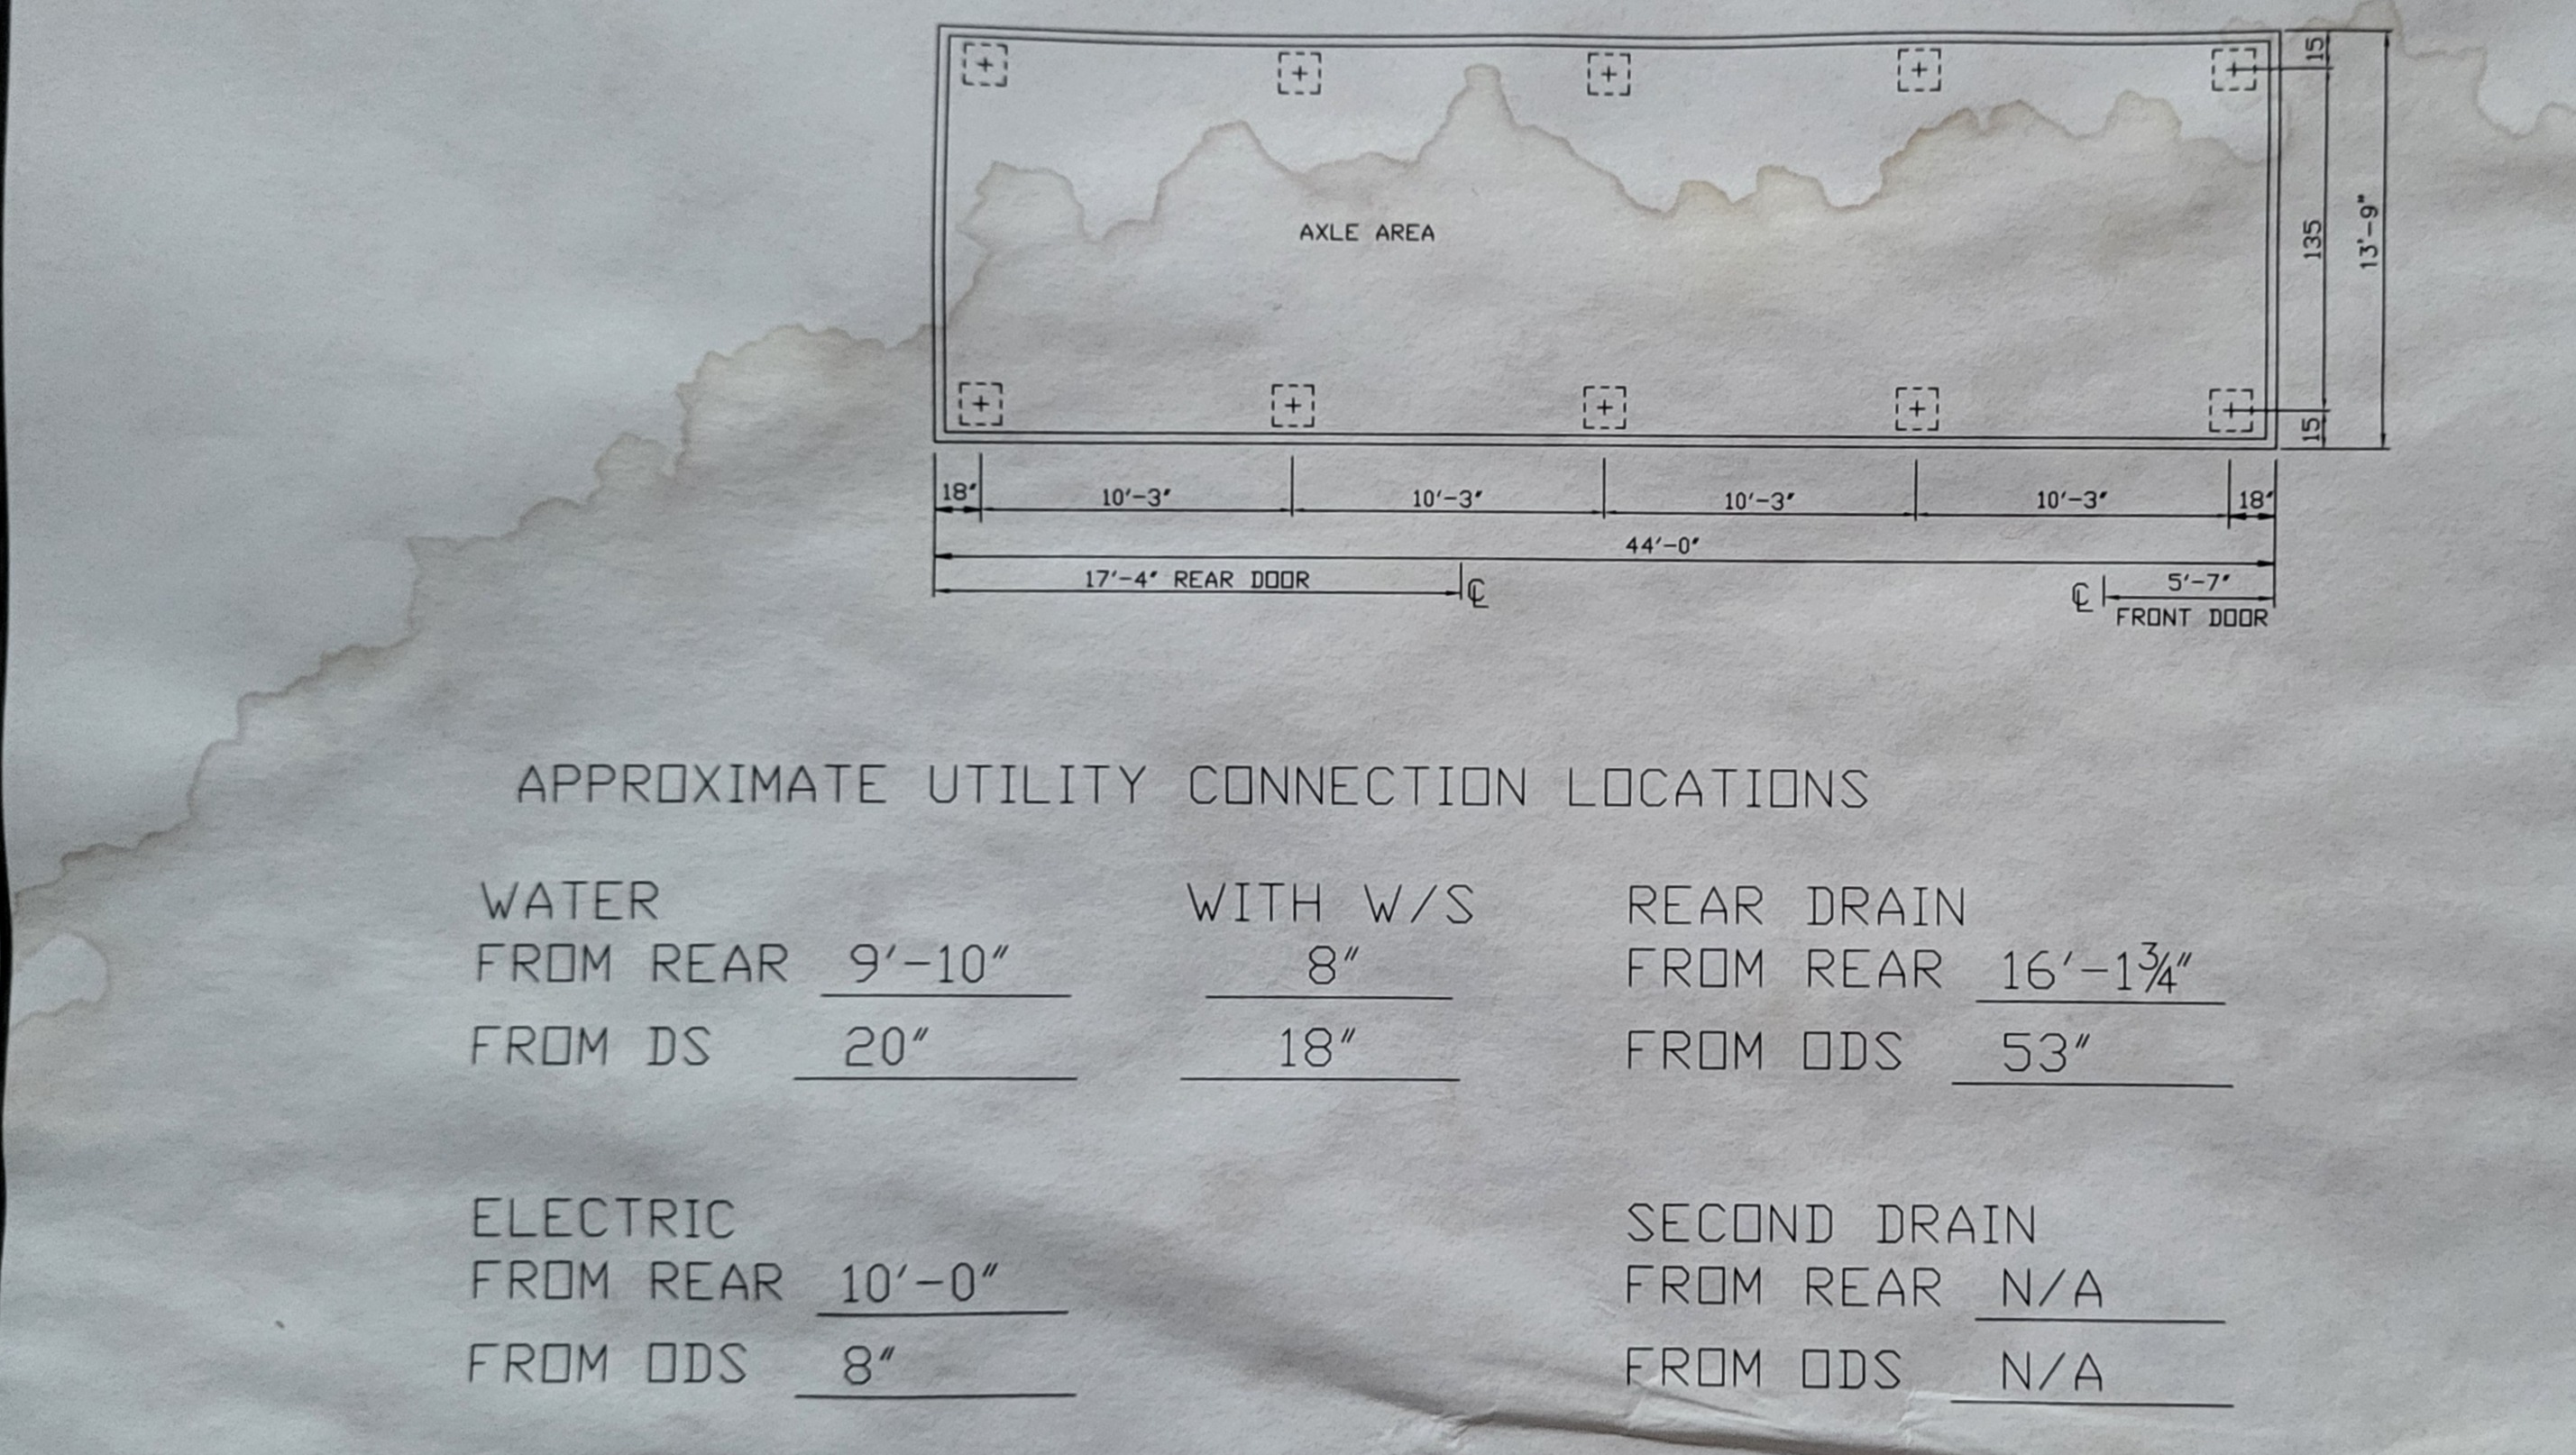 15
AXLE AREA
135
13'-9"
15
18" 10'-3" 10'-3" 10'-3" 10'-3" 18"
44'-0"
17'-4" REAR DOOR ℄
℄ 5'-7"
FRONT DOOR
APPROXIMATE UTILITY CONNECTION LOCATIONS
WATER
FROM REAR 9'-10"
FROM DS 20"
WITH W/S
8"
18"
REAR DRAIN
FROM REAR 16'-1¾"
FROM ODS 53"
ELECTRIC
FROM REAR 10'-0"
FROM ODS 8"
SECOND DRAIN
FROM REAR N/A
FROM ODS N/A